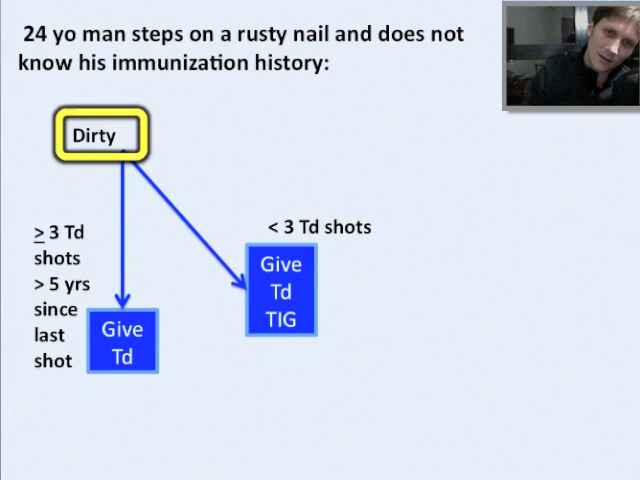 24 yo man steps on a rusty nail and does not
know his immunization history:
Dirty
≥ 3 Td
shots
> 5 yrs
since
last
shot
Give
Td
< 3 Td shots
Give
Td
TIG